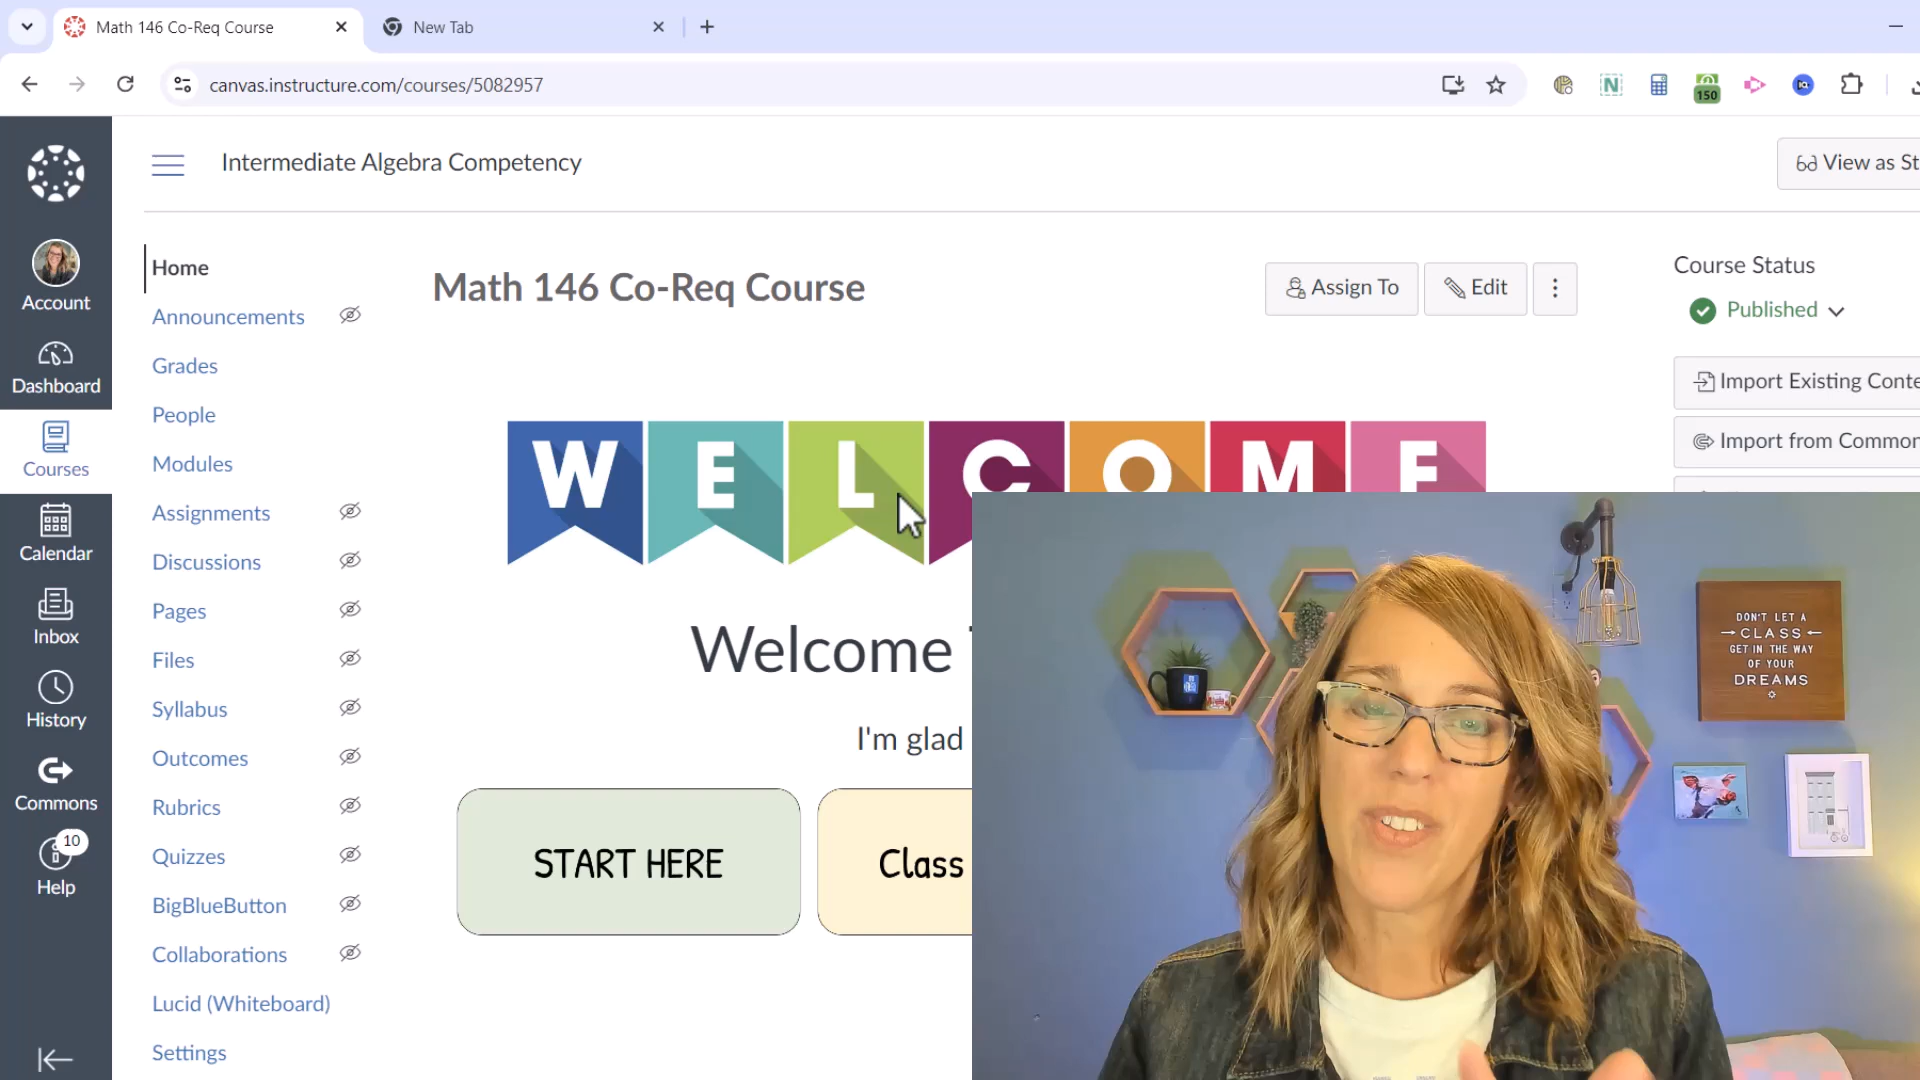 Math 146 Co-Req Course
New Tab
canvas.instructure.com/courses/5082957
N
150
Intermediate Algebra Competency
View as St
Account
Dashboard
Courses
Calendar
Inbox
History
Commons
10
Help
Home
Announcements
Grades
People
Modules
Assignments
Discussions
Pages
Files
Syllabus
Outcomes
Rubrics
Quizzes
BigBlueButton
Collaborations
Lucid (Whiteboard)
Settings
Math 146 Co-Req Course
Assign To
Edit
WELCOME
Welcome
I'm glad
START HERE
Class
Course Status
Published
Import Existing Conte
Import from Common
DON'T LET A
CLASS
GET IN THE WAY
OF YOUR
DREAMS